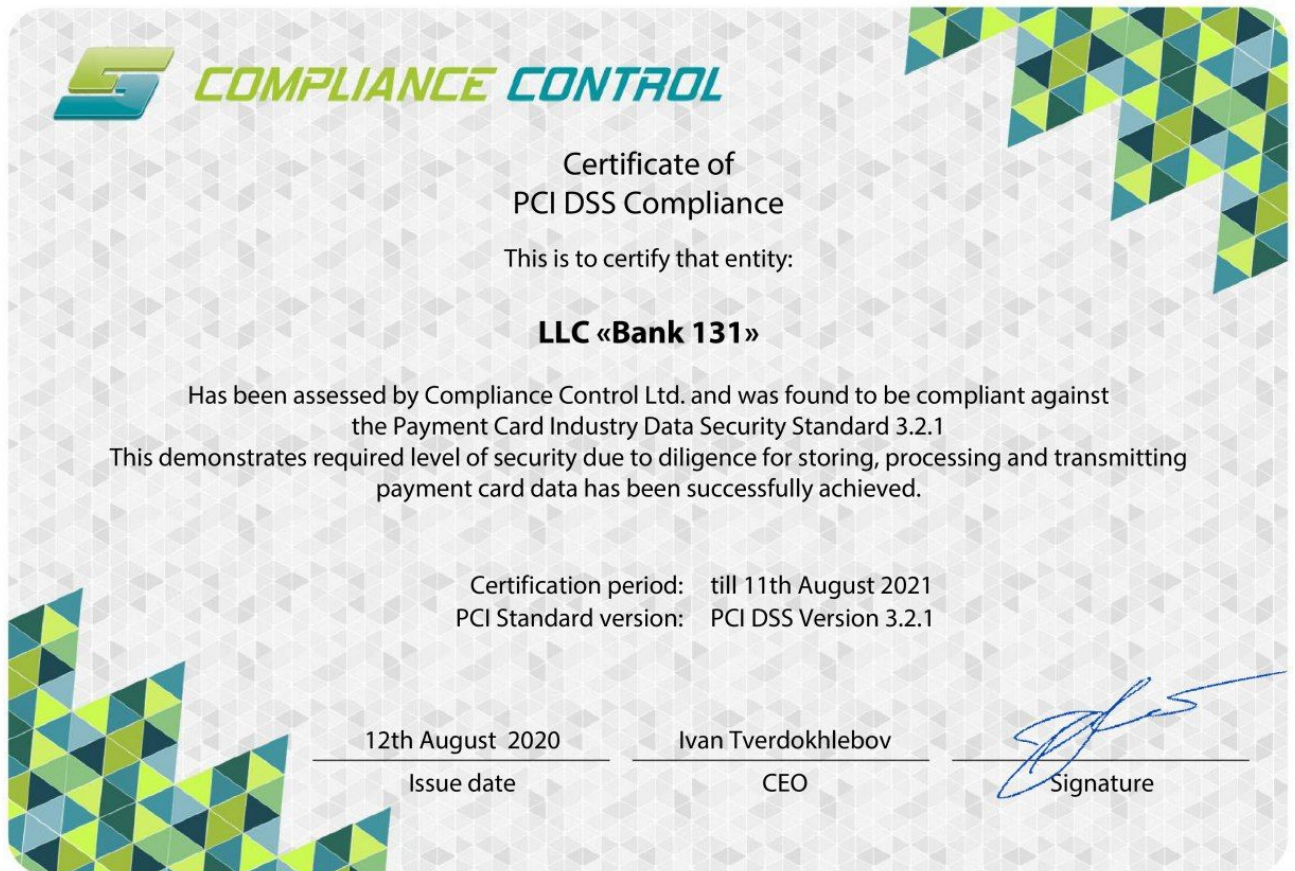 COMPLIANCE CONTROL
Certificate of
PCI DSS Compliance
This is to certify that entity:
LLC «Bank 131»
Has been assessed by Compliance Control Ltd. and was found to be compliant against
the Payment Card Industry Data Security Standard 3.2.1
This demonstrates required level of security due to diligence for storing, processing and transmitting
payment card data has been successfully achieved.
Certification period: till 11th August 2021
PCI Standard version: PCI DSS Version 3.2.1
12th August 2020 Ivan Tverdokhlebov
Issue date CEO Signature